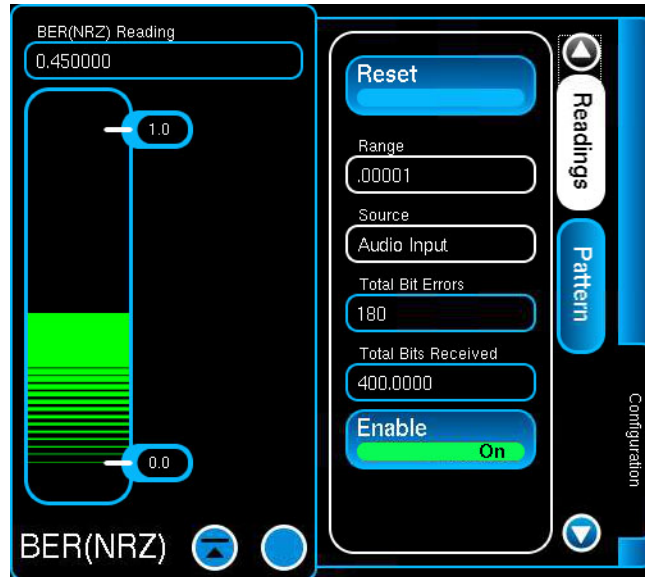 BER(NRZ) Reading
0.450000
1.0
0.0
BER(NRZ)
Reset
Range
.00001
Source
Audio Input
Total Bit Errors
180
Total Bits Received
400.0000
Enable
On
Readings
Pattern
Configuration